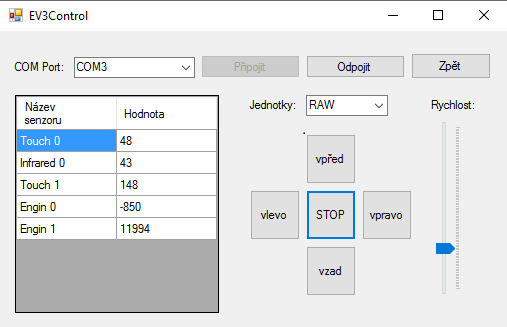 EV3Control
COM Port: COM3 Připojit Odpojit Zpět
Jednotky: RAW Rychlost:
Název
senzoru
Hodnota
Touch 0 48
Infrared 0 43
Touch 1 148
Engin 0 -850
Engin 1 11994
vpřed
vlevo STOP vpravo
vzad